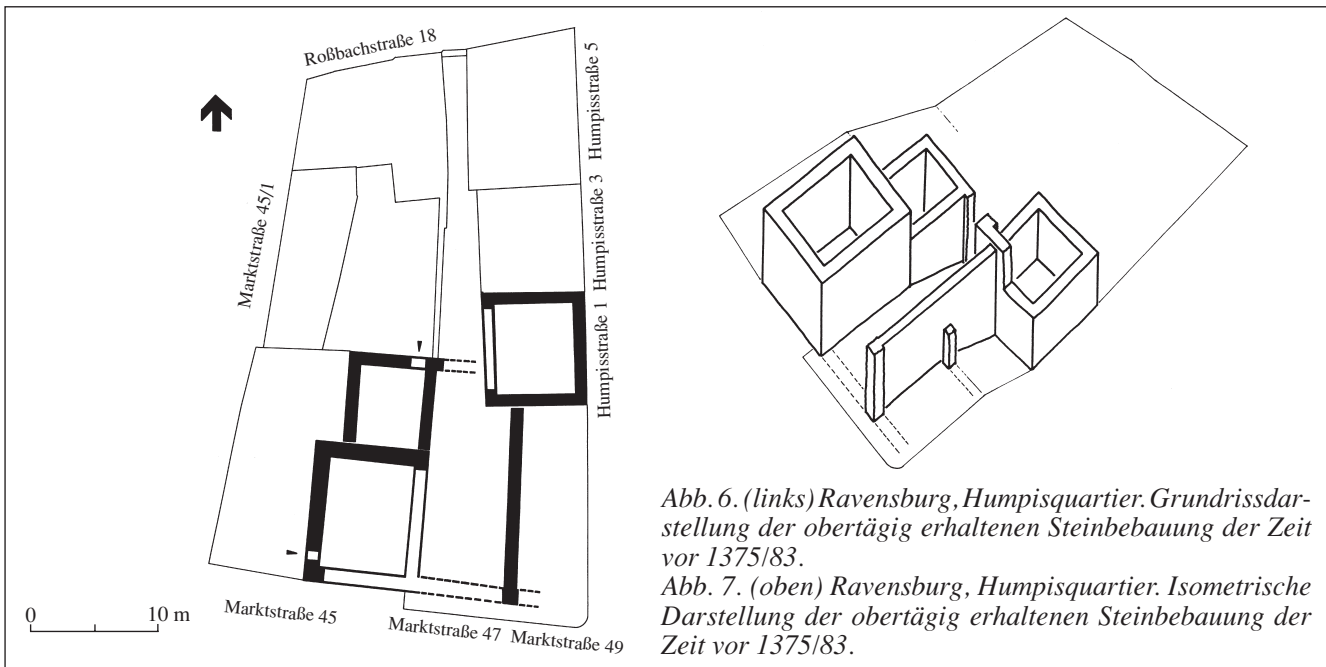 Roßbachstraße 18
Humpisstraße 5
Humpisstraße 3
Marktstraße 45/1
Humpisstraße 1
0 10 m
Marktstraße 45
Marktstraße 47
Marktstraße 49
Abb. 6. (links) Ravensburg, Humpisquartier. Grundrissdar-
stellung der obertägig erhaltenen Steinbebauung der Zeit
vor 1375/83.
Abb. 7. (oben) Ravensburg, Humpisquartier. Isometrische
Darstellung der obertägig erhaltenen Steinbebauung der
Zeit vor 1375/83.